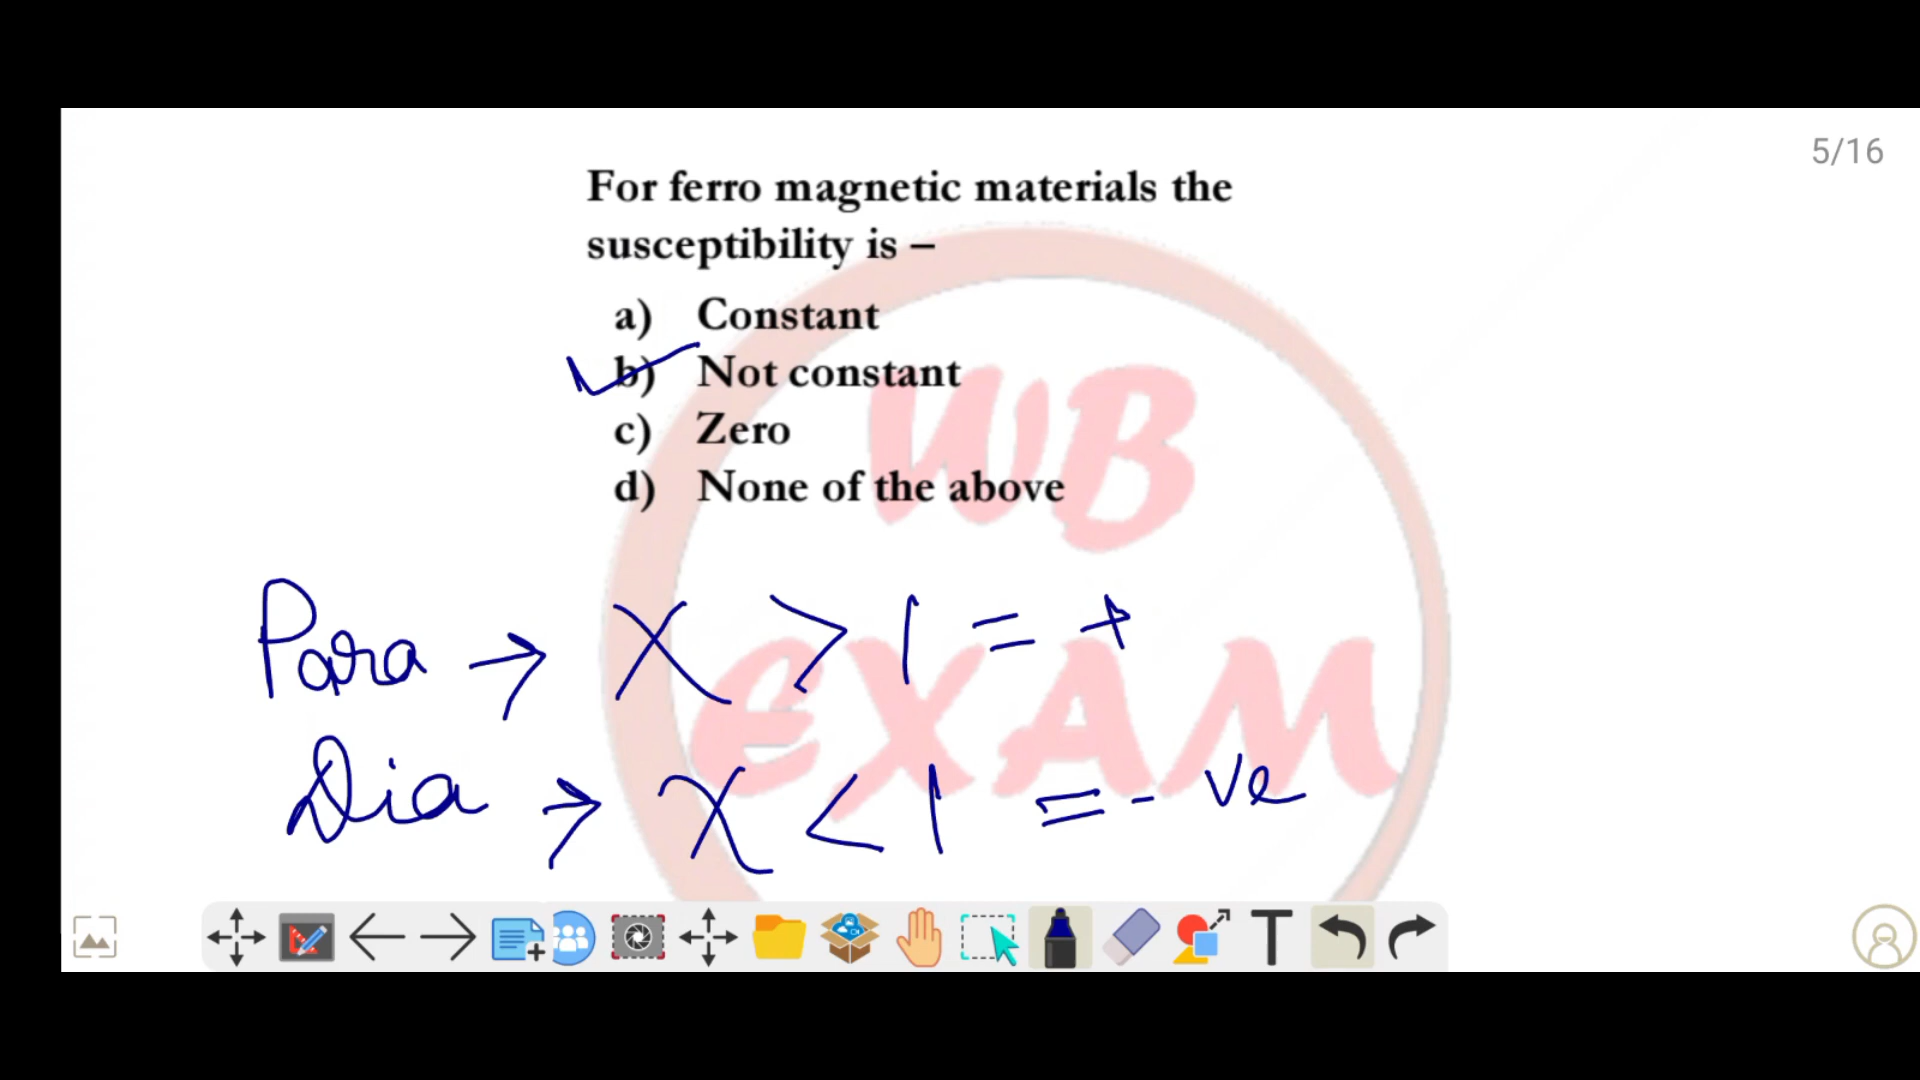 5/16
For ferro magnetic materials the
susceptibility is –
a) Constant
b) Not constant
c) Zero
d) None of the above
WB
EXAM
Para → χ > 1 = +
Dia → χ < 1 = - ve
T